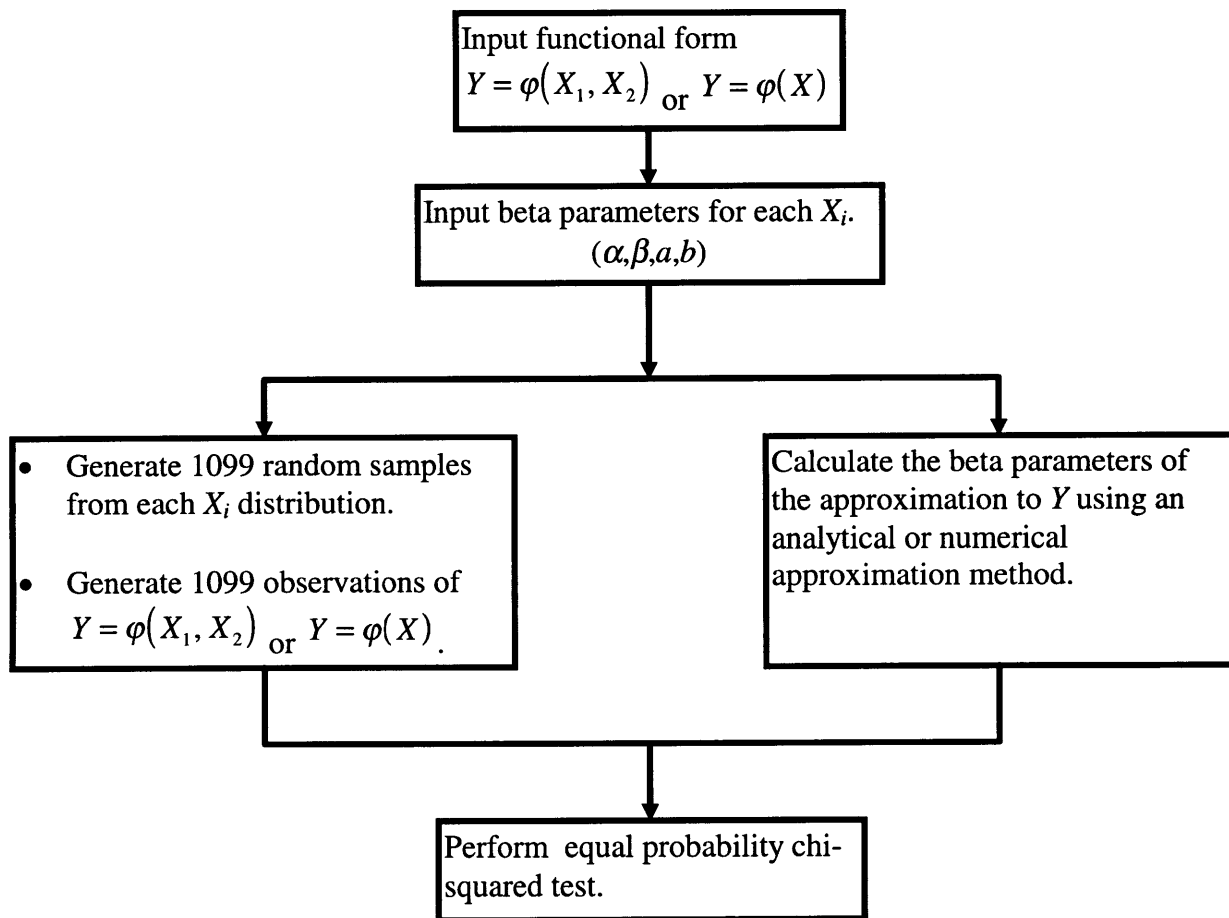 Input functional form
Y = φ(X₁, X₂) or Y = φ(X)
Input beta parameters for each Xᵢ.
(α,β,a,b)
• Generate 1099 random samples
from each Xᵢ distribution.
• Generate 1099 observations of
Y = φ(X₁, X₂) or Y = φ(X).
Calculate the beta parameters of
the approximation to Y using an
analytical or numerical
approximation method.
Perform equal probability chi-
squared test.